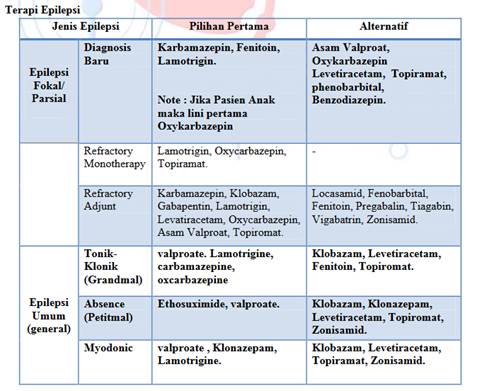 Terapi Epilepsi
Jenis Epilepsi Pilihan Pertama Alternatif
Epilepsi Fokal/ Parsial
Diagnosis Baru
Karbamazepin, Fenitoin,
Lamotrigin.
Note : Jika Pasien Anak
maka lini pertama
Oxykarbazepin
Asam Valproat,
Oxykarbazepin
Levetiracetam, Topiramat,
phenobarbital,
Benzodiazepin.
Refractory
Monotherapy
Lamotrigin, Oxycarbazepin,
Topiramat.
-
Refractory
Adjunt
Karbamazepin, Klobazam,
Gabapentin, Lamotrigin,
Levatiracetam, Oxycarbazepin,
Asam Valproat, Topiromat.
Locasamid, Fenobarbital,
Fenitoin, Pregabalin, Tiagabin,
Vigabatrin, Zonisamid.
Epilepsi
Umum
(general)
Tonik-
Klonik
(Grandmal)
valproate. Lamotrigine,
carbamazepine,
oxcarbazepine
Klobazam, Levetiracetam,
Fenitoin, Topiromat.
Absence
(Petitmal)
Ethosuximide, valproate.
Klobazam, Klonazepam,
Levetiracetam, Topiromat,
Zonisamid.
Myodonic
valproate , Klonazepam,
Lamotrigine.
Klobazam, Levetiracetam,
Topiramat, Zonisamid.